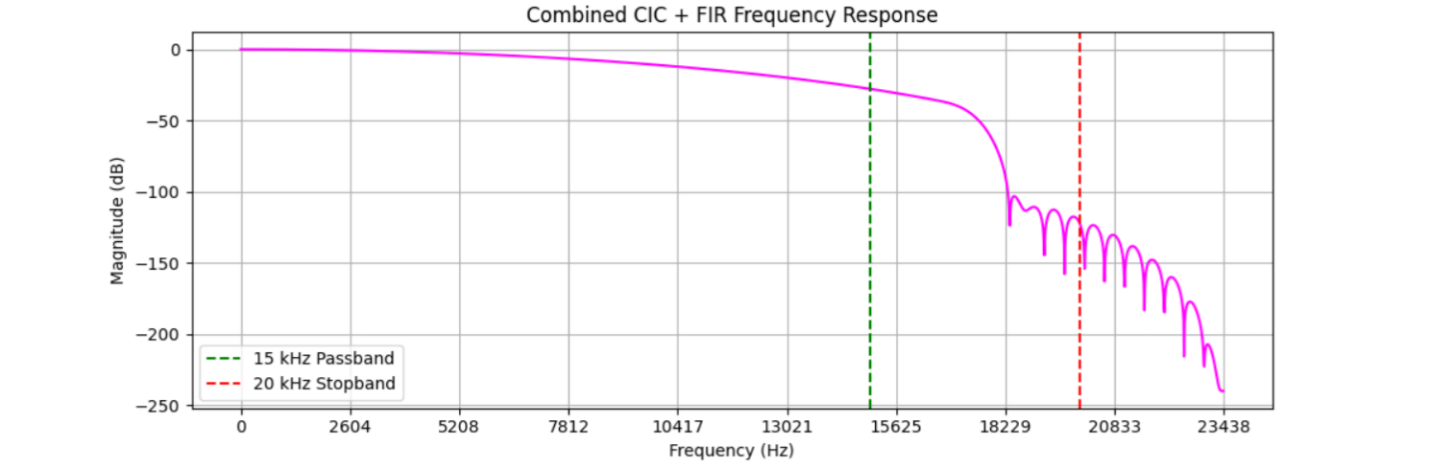 Combined CIC + FIR Frequency Response
Magnitude (dB)
0
−50
−100
−150
−200
−250
15 kHz Passband
20 kHz Stopband
0 2604 5208 7812 10417 13021 15625 18229 20833 23438
Frequency (Hz)